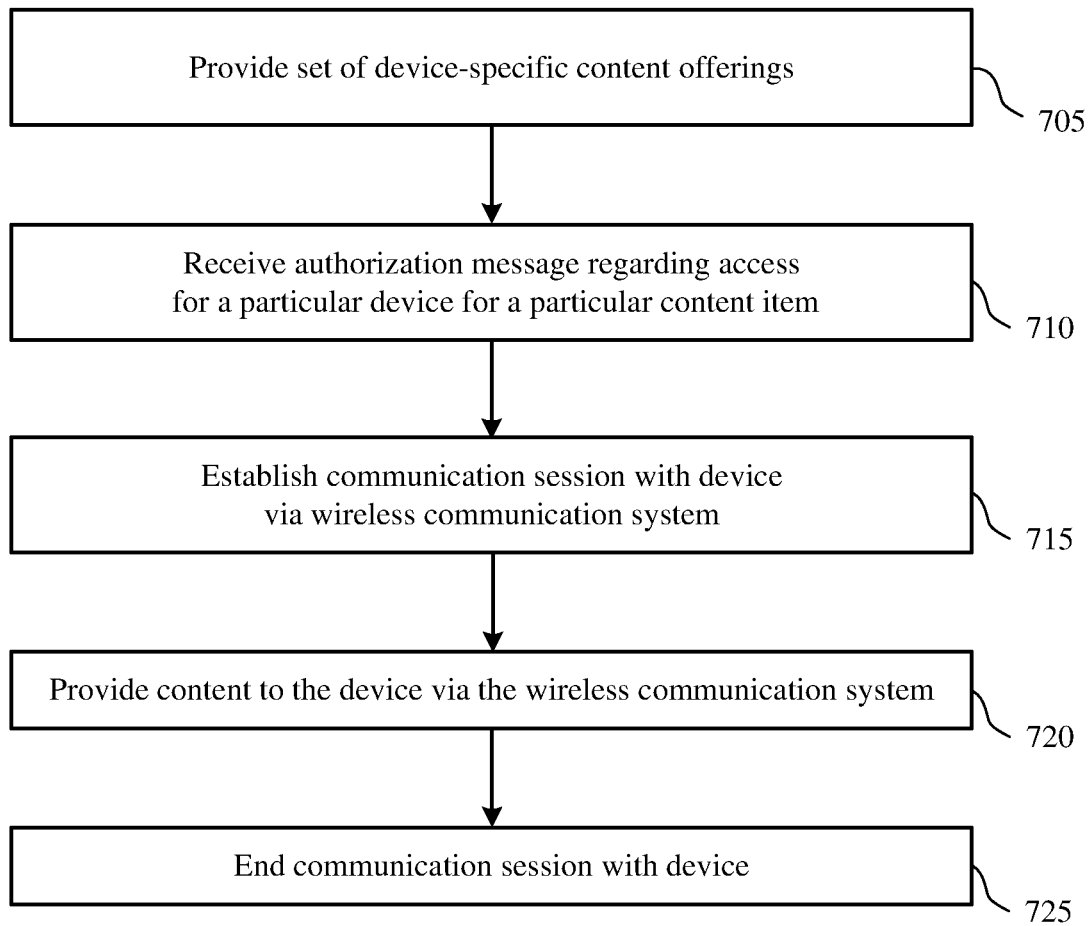 Provide set of device-specific content offerings
705
Receive authorization message regarding access
for a particular device for a particular content item
710
Establish communication session with device
via wireless communication system
715
Provide content to the device via the wireless communication system
720
End communication session with device
725